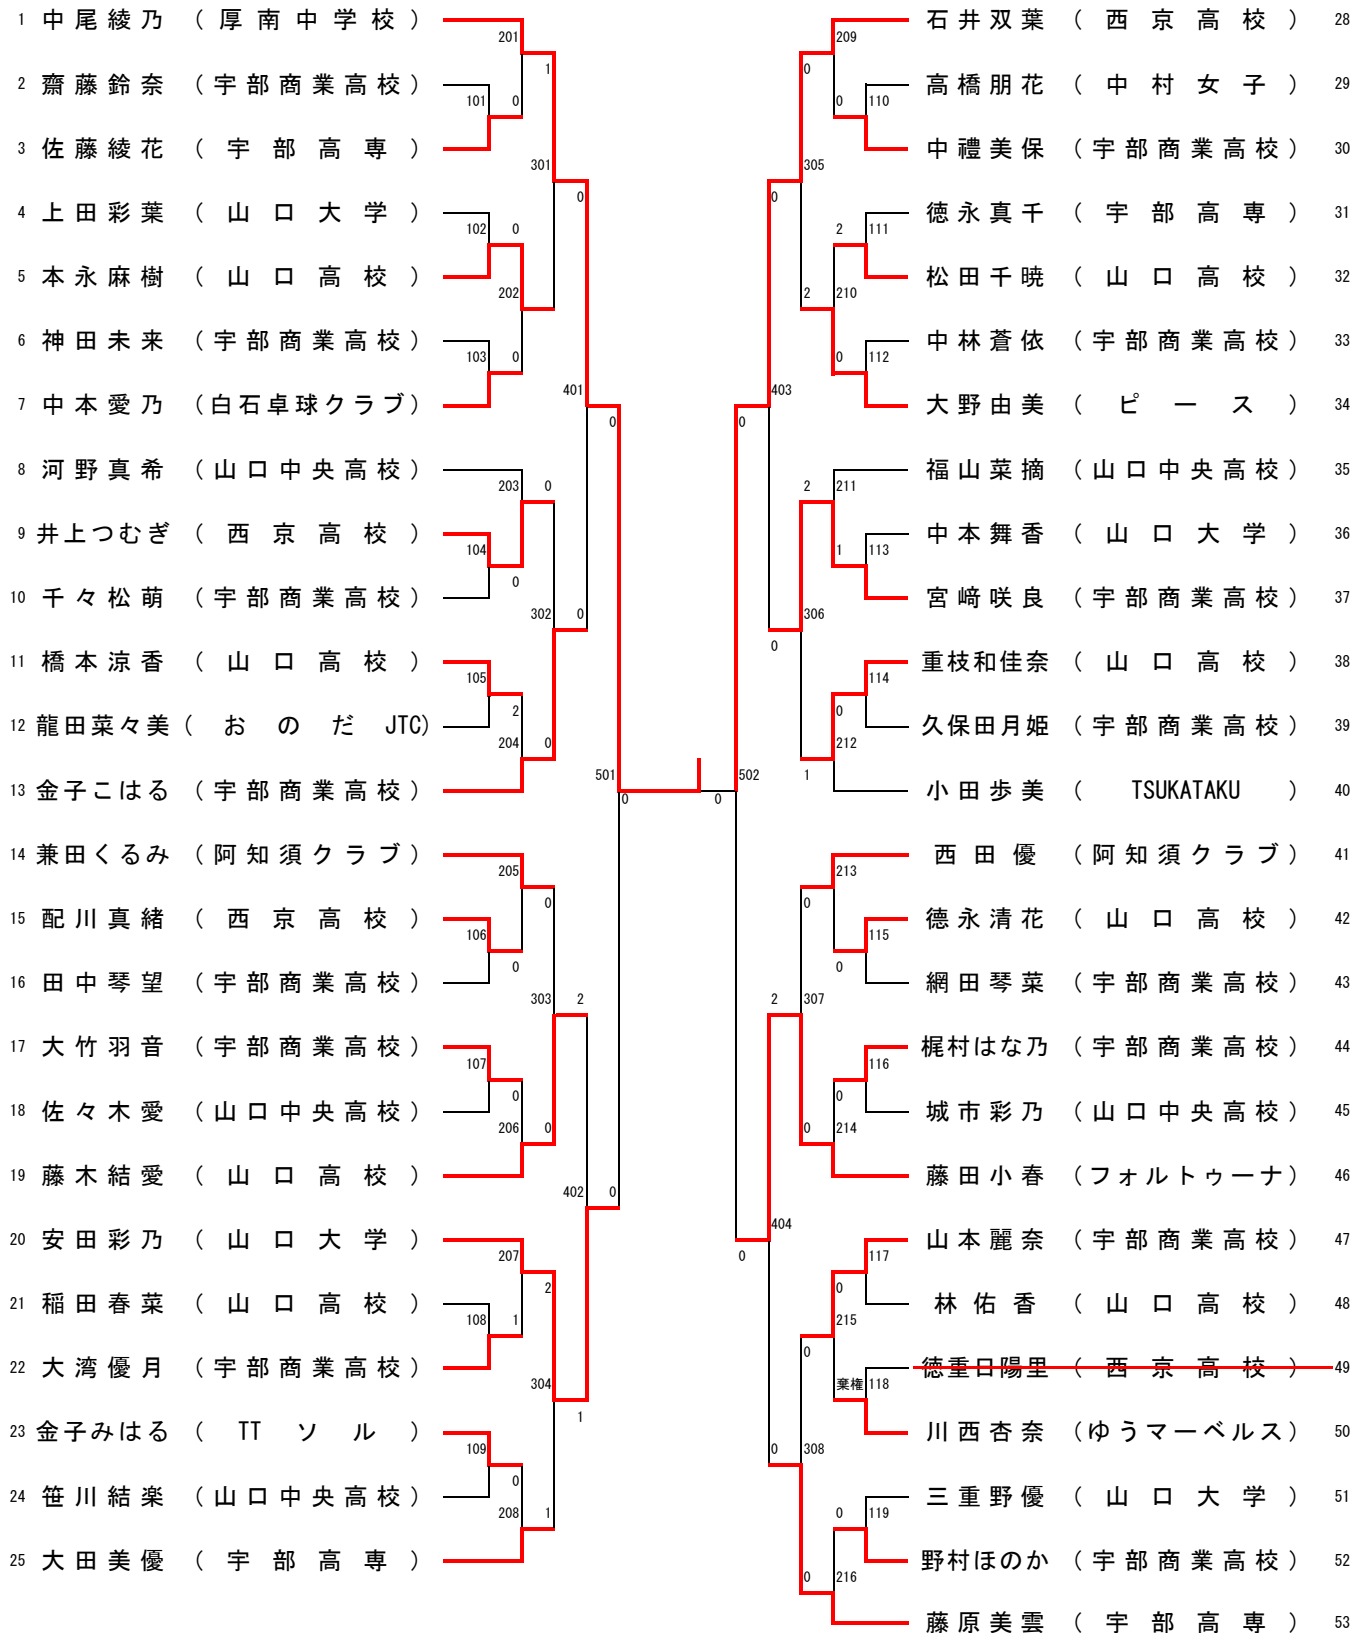 1 中尾綾乃 (厚南中学校)
2 齋藤鈴奈 (宇部商業高校)
3 佐藤綾花 (宇部高専)
4 上田彩葉 (山口大学)
5 本永麻樹 (山口高校)
6 神田未来 (宇部商業高校)
7 中本愛乃 (白石卓球クラブ)
8 河野真希 (山口中央高校)
9 井上つむぎ (西京高校)
10 千々松萌 (宇部商業高校)
11 橋本涼香 (山口高校)
12 龍田菜々美 (おのだ JTC)
13 金子こはる (宇部商業高校)
14 兼田くるみ (阿知須クラブ)
15 配川真緒 (西京高校)
16 田中琴望 (宇部商業高校)
17 大竹羽音 (宇部商業高校)
18 佐々木愛 (山口中央高校)
19 藤木結愛 (山口高校)
20 安田彩乃 (山口大学)
21 稲田春菜 (山口高校)
22 大湾優月 (宇部商業高校)
23 金子みはる (TT ソル)
24 笹川結楽 (山口中央高校)
25 大田美優 (宇部高専)
201
1
101 0
301
0
102 0
202
103 0
401
0
203 0
104
0
302 0
105
2
204 0
501
0
205
0
106
0
303 2
107
0
206 0
402 0
207
2
108 1
304
1
109
0
208 1
石井双葉 (西京高校) 28
高橋朋花 (中村女子) 29
中禮美保 (宇部商業高校) 30
徳永真千 (宇部高専) 31
松田千暁 (山口高校) 32
中林蒼依 (宇部商業高校) 33
大野由美 (ピース) 34
福山菜摘 (山口中央高校) 35
中本舞香 (山口大学) 36
宮﨑咲良 (宇部商業高校) 37
重枝和佳奈 (山口高校) 38
久保田月姫 (宇部商業高校) 39
小田歩美 (TSUKATAKU) 40
西田優 (阿知須クラブ) 41
德永清花 (山口高校) 42
網田琴菜 (宇部商業高校) 43
梶村はな乃 (宇部商業高校) 44
城市彩乃 (山口中央高校) 45
藤田小春 (フォルトゥーナ) 46
山本麗奈 (宇部商業高校) 47
林佑香 (山口高校) 48
徳重日陽里 (西京高校) 49
川西杏奈 (ゆうマーベルス) 50
三重野優 (山口大学) 51
野村ほのか (宇部商業高校) 52
藤原美雲 (宇部高専) 53
209
0
0 110
305
0
2 111
2 210
0 112
403
0
2 211
1 113
306
0
114
0
212
1
502
0
213
0
115
0
2 307
116
0
0 214
404
0
117
0
215
0
棄権 118
0 308
0 119
0 216